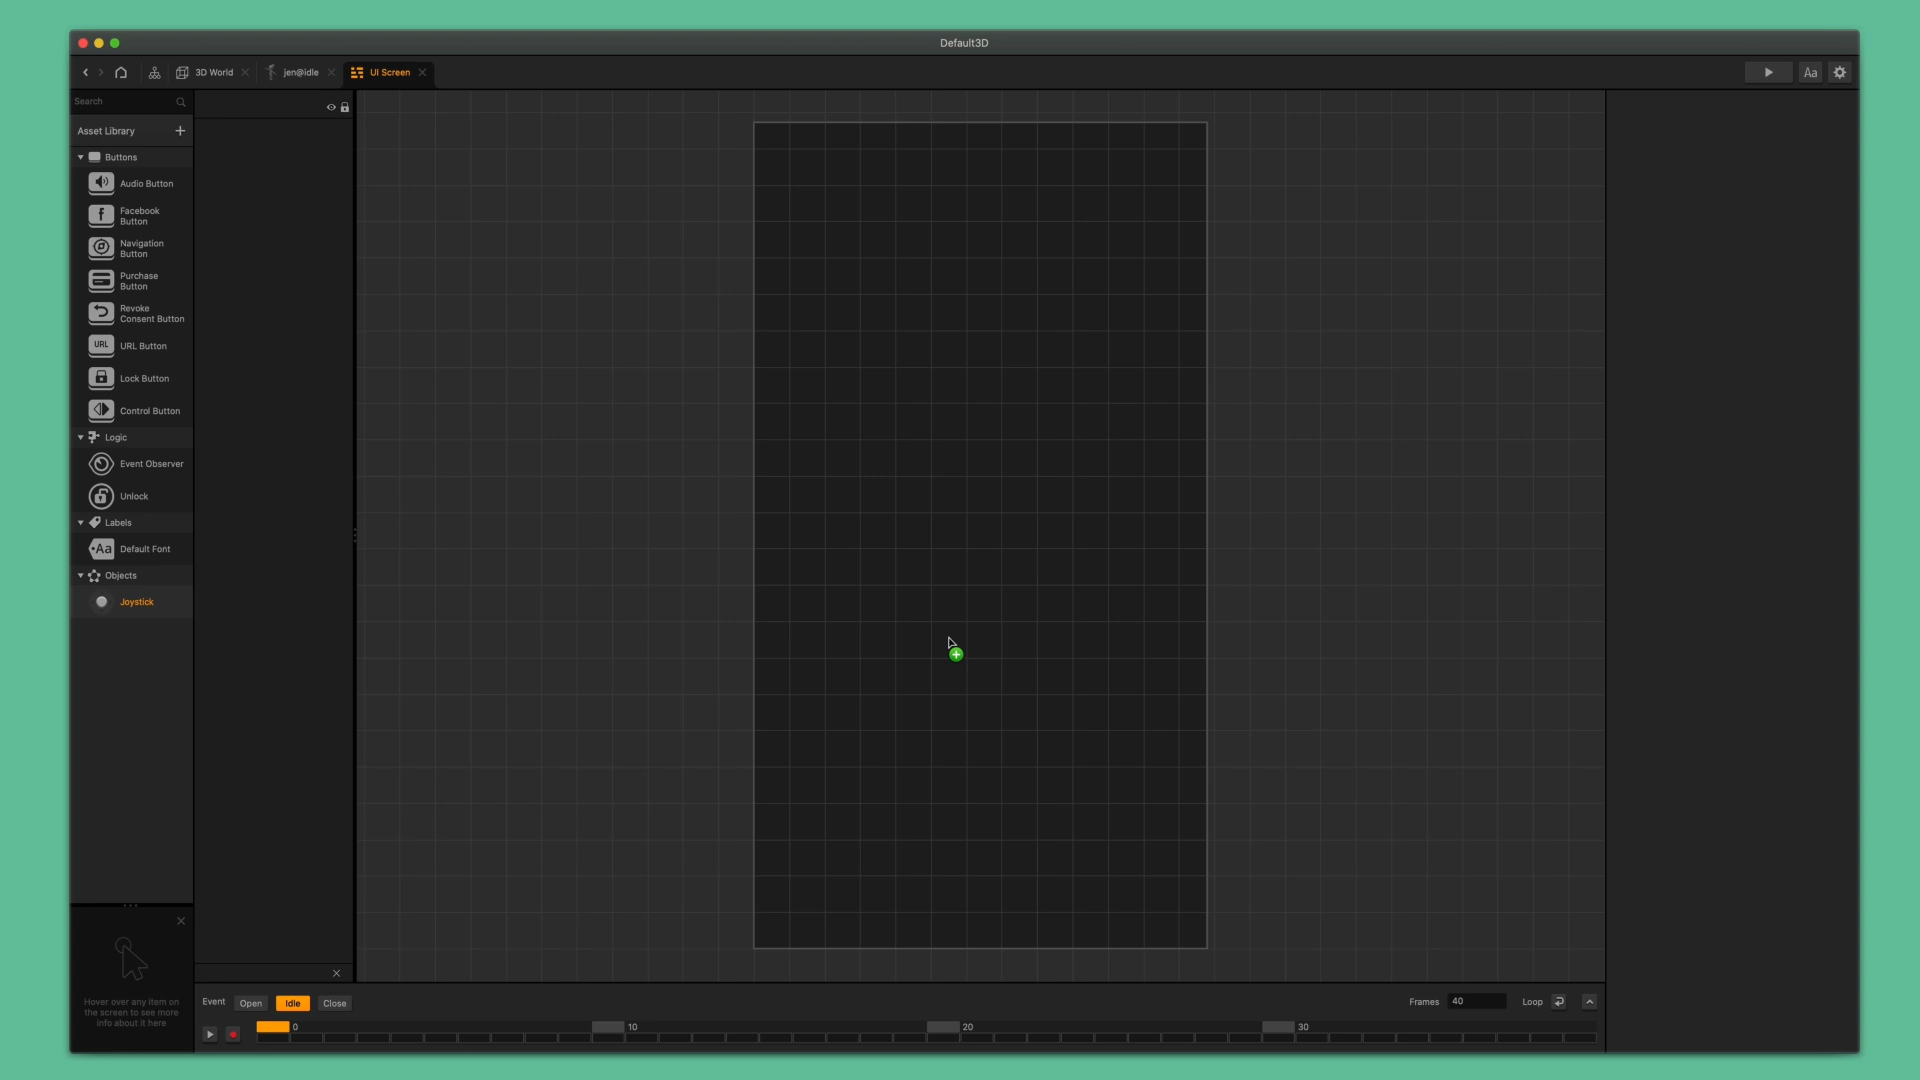 Default3D
3D World
jen@idle
UI Screen
Aa
Search
Asset Library
Buttons
Audio Button
Facebook
Button
Navigation
Button
Purchase
Button
Revoke
Consent Button
URL
URL Button
Lock Button
Control Button
Logic
Event Observer
Unlock
Labels
Aa
Default Font
Objects
Joystick
Hover over any item on
the screen to see more
info about it here
Event
Open
Idle
Close
Frames
40
Loop
0
10
20
30